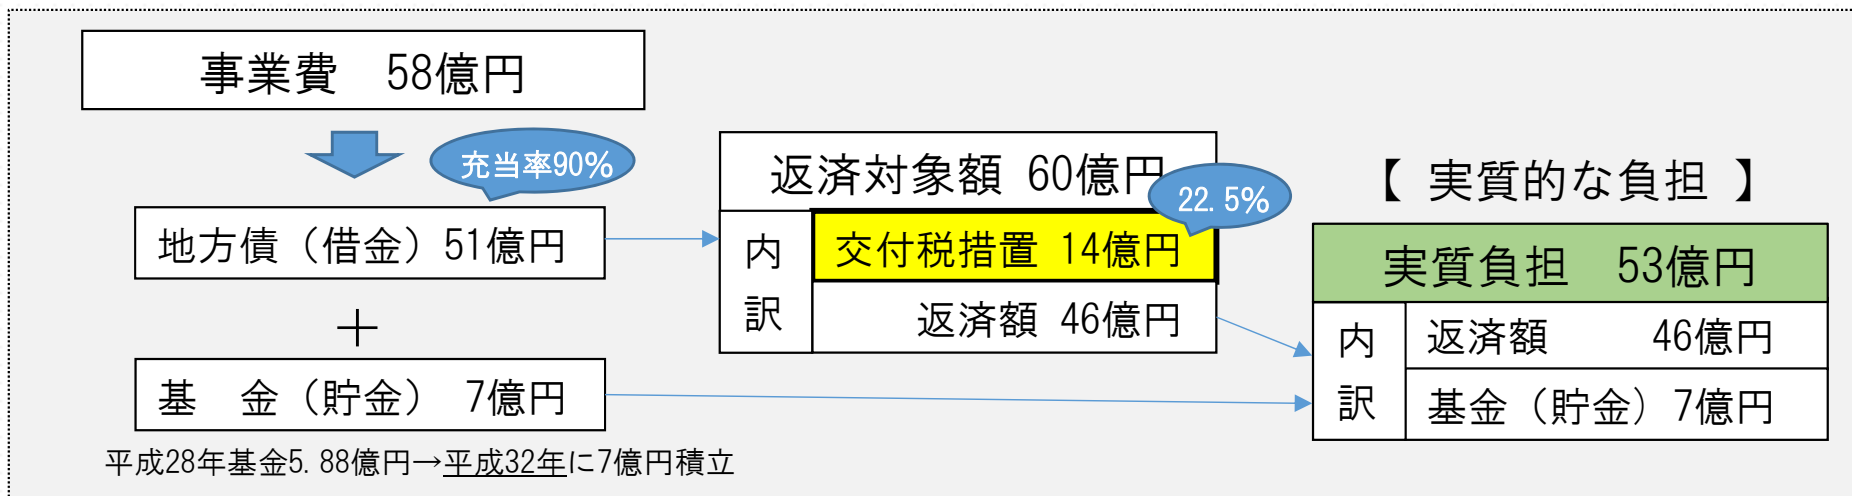 事業費　58億円
充当率90%
地方債（借金）51億円
＋
基　金（貯金） 7億円
平成28年基金5.88億円→平成32年に7億円積立
返済対象額 60億円
22.5%
内訳
交付税措置 14億円
返済額 46億円
【 実質的な負担 】
実質負担　53億円
内訳
返済額　　46億円
基金（貯金）7億円